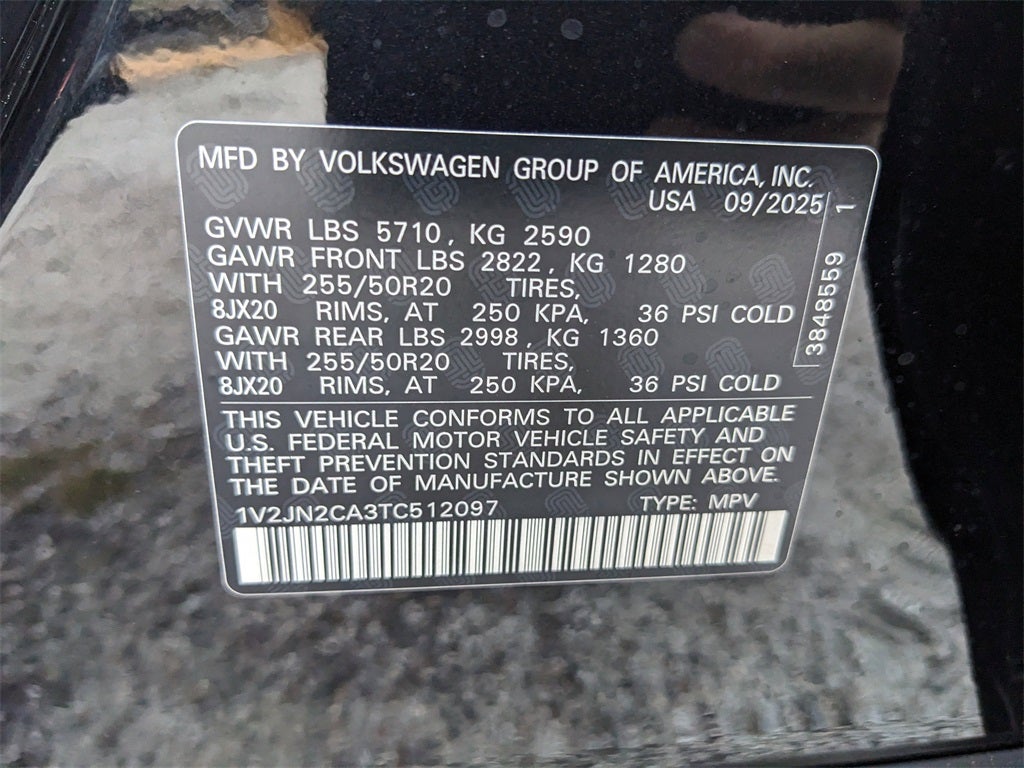 MFD BY VOLKSWAGEN GROUP OF AMERICA, INC.
USA 09/2025
GVWR LBS 5710, KG 2590
GAWR FRONT LBS 2822, KG 1280
WITH 255/50R20 TIRES,
8JX20 RIMS, AT 250 KPA, 36 PSI COLD
GAWR REAR LBS 2998, KG 1360
WITH 255/50R20 TIRES,
8JX20 RIMS, AT 250 KPA, 36 PSI COLD
3848559 1
THIS VEHICLE CONFORMS TO ALL APPLICABLE
U.S. FEDERAL MOTOR VEHICLE SAFETY AND
THEFT PREVENTION STANDARDS IN EFFECT ON
THE DATE OF MANUFACTURE SHOWN ABOVE.
1V2JN2CA3TC512097 TYPE: MPV